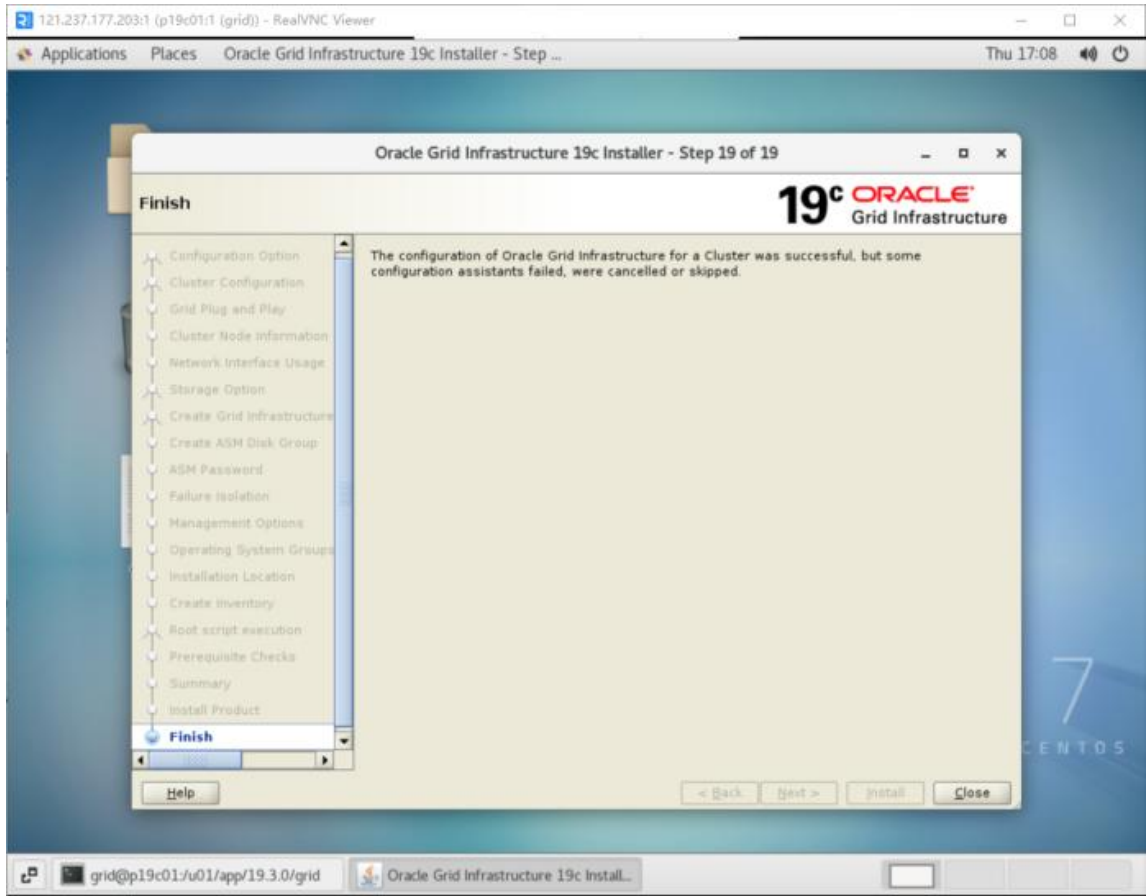 121.237.177.203:1 (p19c01:1 (grid)) - RealVNC Viewer
Applications Places Oracle Grid Infrastructure 19c Installer - Step ... Thu 17:08
Oracle Grid Infrastructure 19c Installer - Step 19 of 19
Finish
19c ORACLE
Grid Infrastructure
Configuration Option
Cluster Configuration
Grid Plug and Play
Cluster Node Information
Network Interface Usage
Storage Option
Create Grid Infrastructure
Create ASM Disk Group
ASM Password
Failure Isolation
Management Options
Operating System Groups
Installation Location
Create Inventory
Root script execution
Prerequisite Checks
Summary
Install Product
Finish
The configuration of Oracle Grid Infrastructure for a Cluster was successful, but some
configuration assistants failed, were cancelled or skipped.
7
CENTOS
Help < Back Next > Install Close
grid@p19c01:/u01/app/19.3.0/grid Oracle Grid Infrastructure 19c Install...